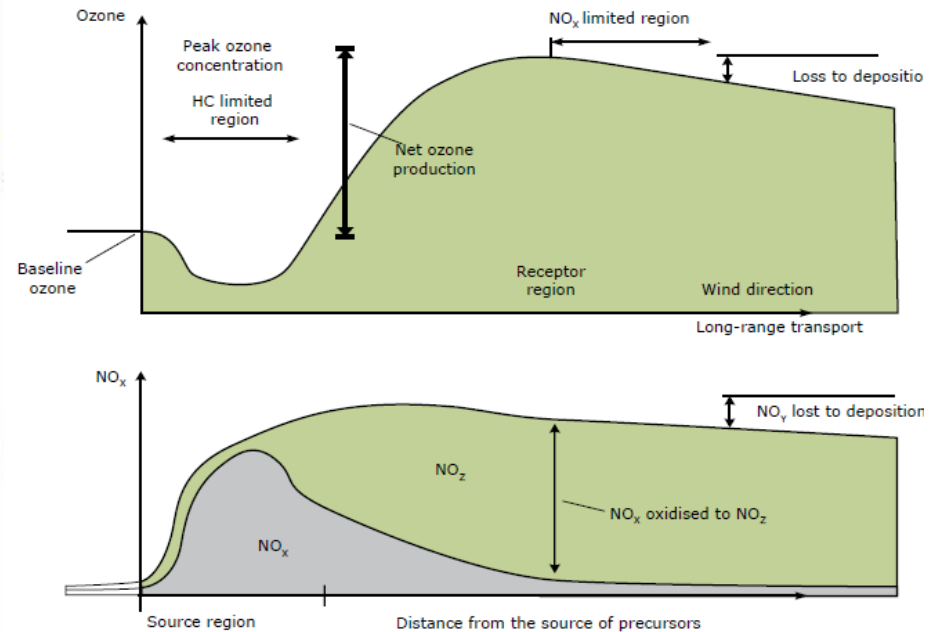 Ozone
NOx limited region
Peak ozone
concentration
Loss to depositio
HC limited
region
Net ozone
production
Baseline
ozone
Receptor
region
Wind direction
Long-range transport
NOx
NOY lost to deposition
NOz
NOx oxidised to NOz
NOx
Source region
Distance from the source of precursors